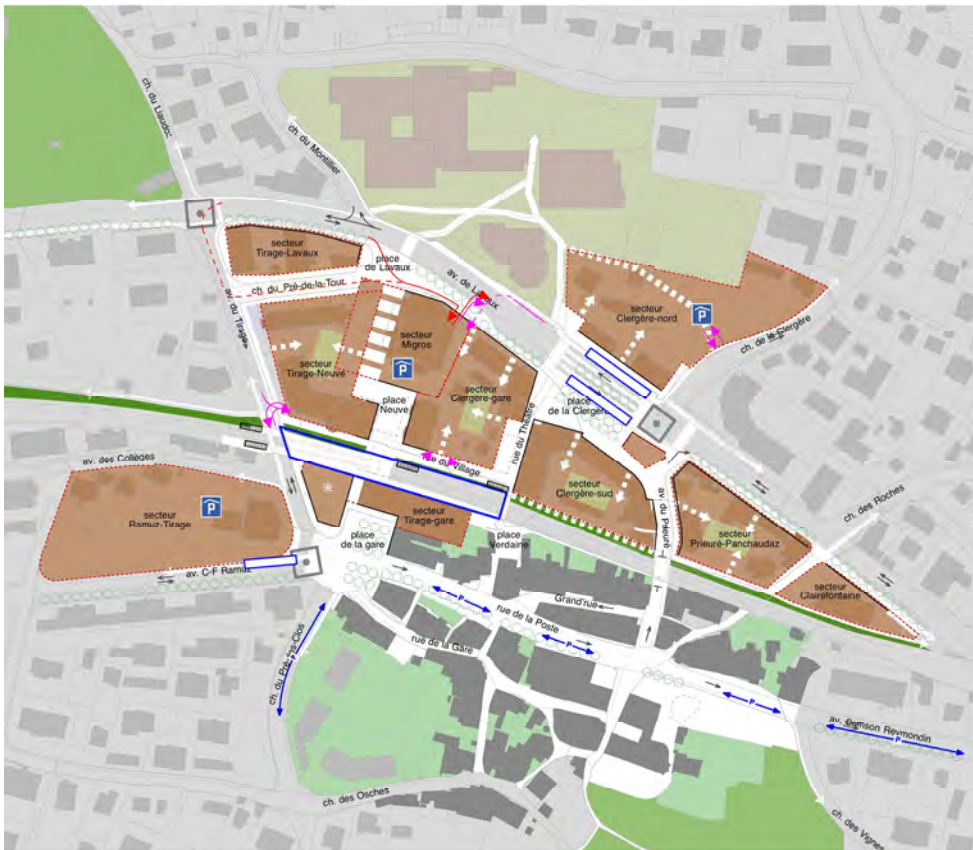 ch. du Liaudoz
ch. du Montillier
secteur
Tirage-Lavaux
place
de Lavaux
av. de Lavaux
ch. du Pré-de-la-Tour
av. du Tirage
secteur
Clergère-nord
P
ch. de la Clergère
secteur
Migros
P
secteur
Tirage-Neuve
secteur
Clergère-gare
place
Neuve
place
de la Clergère
rue du Théâtre
rue du Village
av. des Collèges
secteur
Clergère-sud
av. du Prieuré
ch. des Roches
secteur
Ramuz-Tirage
P
secteur
Tirage-gare
secteur
Prieuré-Panchaudaz
place
de la gare
place
Verdaine
av. C-F Ramuz
secteur
Clairefontaine
Grand'rue
P
rue de la Poste
P
rue de la Gare
ch. du Pré-des-Clos
P
P
av. Samson Reymondin
P
ch. des Osches
ch. des Vignes